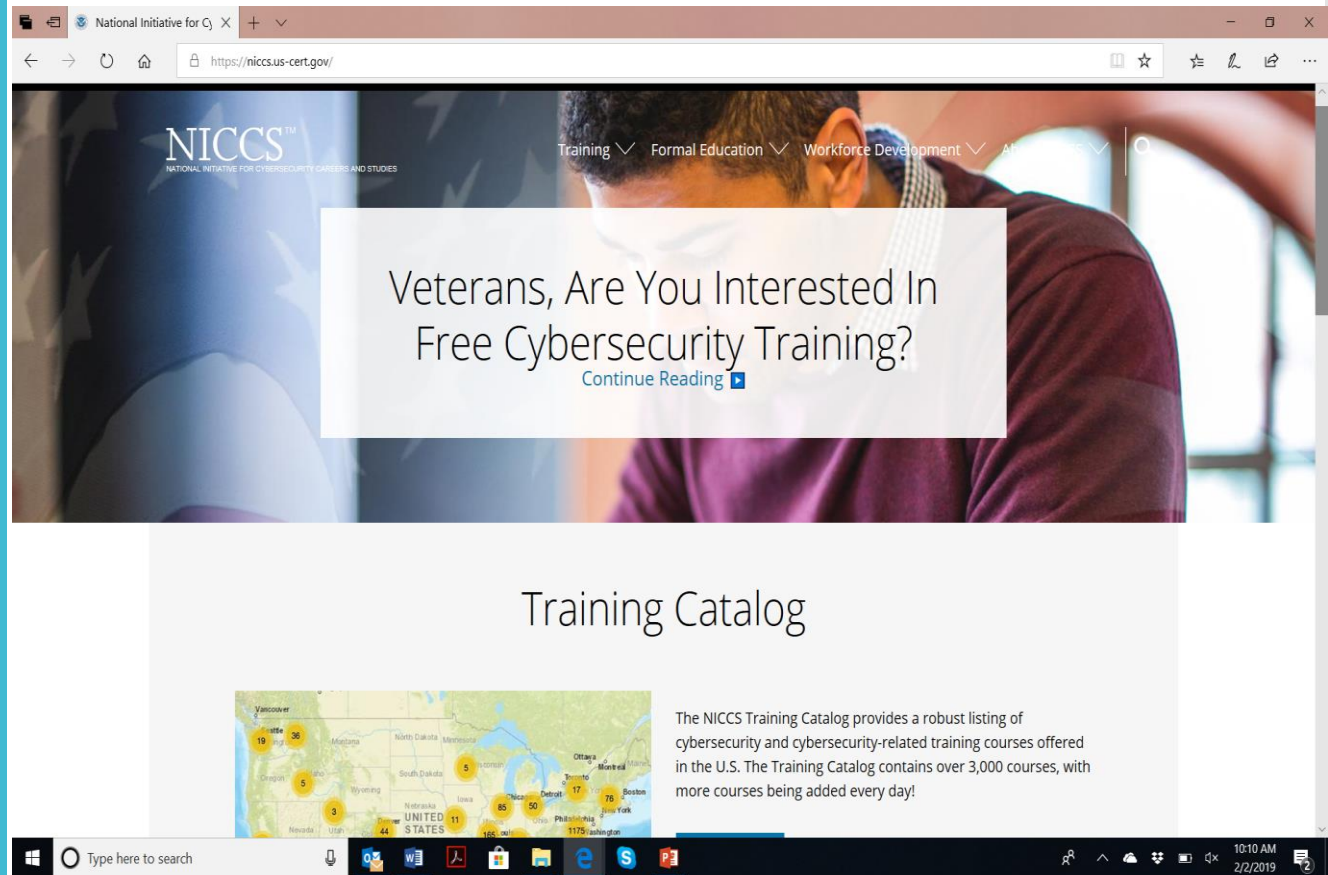 National Initiative for Cy
https://niccs.us-cert.gov/
NICCS™
NATIONAL INITIATIVE FOR CYBERSECURITY CAREERS AND STUDIES
Training Formal Education Workforce Development
Veterans, Are You Interested In
Free Cybersecurity Training?
Continue Reading
Training Catalog
The NICCS Training Catalog provides a robust listing of
cybersecurity and cybersecurity-related training courses offered
in the U.S. The Training Catalog contains over 3,000 courses, with
more courses being added every day!
Vancouver
19 36
Montana North Dakota Minnesota
Ottawa
Montreal
Oregon 5 South Dakota 5
Toronto
Wyoming Detroit 17 76 Boston
3 Nebraska Iowa 85 50 New York
UNITED 11 Ohio Philadelphia
Nevada Utah 44 STATES 165 1175
Type here to search
10:10 AM
2/2/2019
2